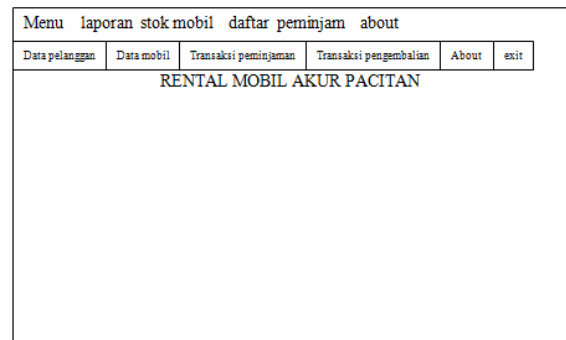 Menu laporan stok mobil daftar peminjam about
Data pelanggan Data mobil Transaksi peminjaman Transaksi pengembalian About exit
RENTAL MOBIL AKUR PACITAN